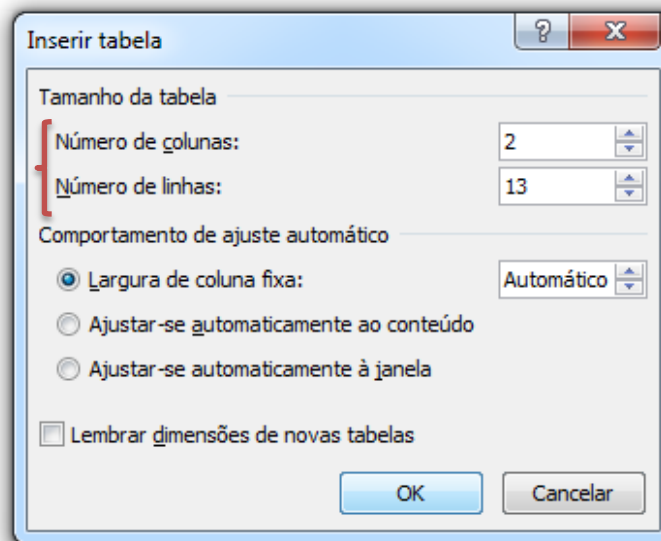 Inserir tabela
Tamanho da tabela
Número de colunas: 2
Número de linhas: 13
Comportamento de ajuste automático
Largura de coluna fixa: Automático
Ajustar-se automaticamente ao conteúdo
Ajustar-se automaticamente à janela
Lembrar dimensões de novas tabelas
OK Cancelar